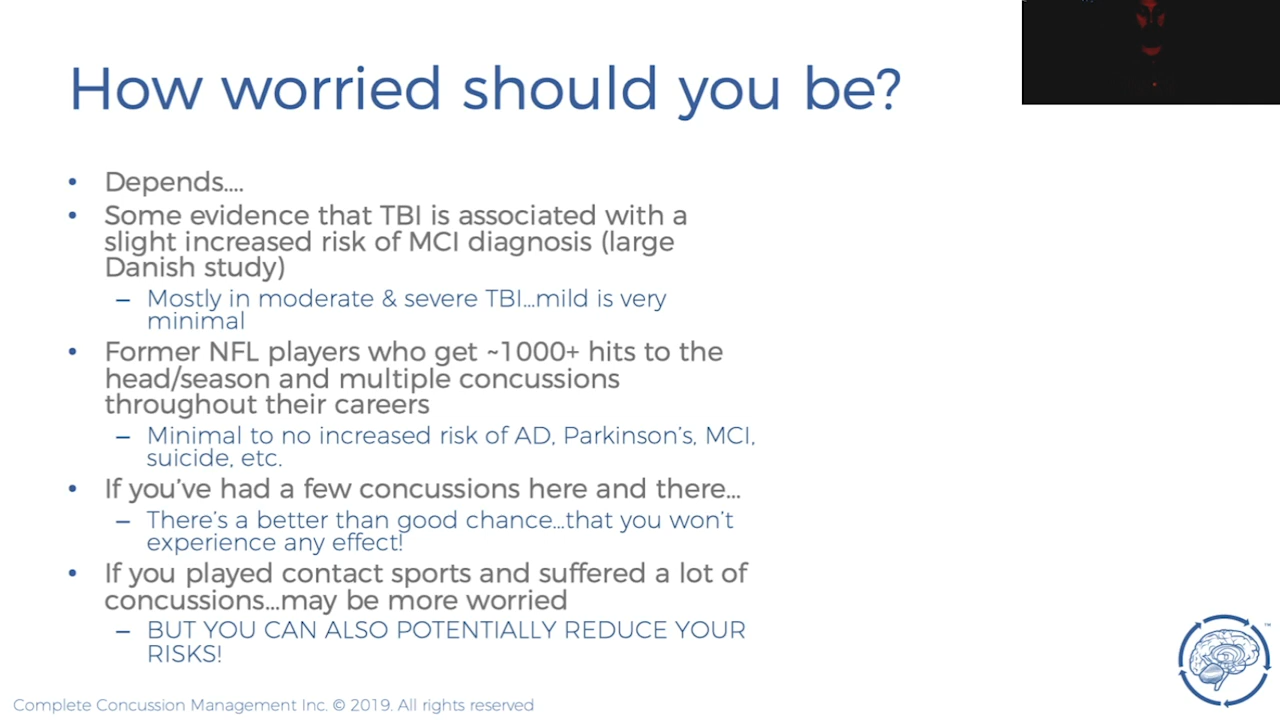 How worried should you be?
• Depends....
• Some evidence that TBI is associated with a
slight increased risk of MCI diagnosis (large
Danish study)
– Mostly in moderate & severe TBI...mild is very
minimal
• Former NFL players who get ~1000+ hits to the
head/season and multiple concussions
throughout their careers
– Minimal to no increased risk of AD, Parkinson's, MCI,
suicide, etc.
• If you've had a few concussions here and there...
– There's a better than good chance...that you won't
experience any effect!
• If you played contact sports and suffered a lot of
concussions...may be more worried
– BUT YOU CAN ALSO POTENTIALLY REDUCE YOUR
RISKS!
TM
Complete Concussion Management Inc. © 2019. All rights reserved